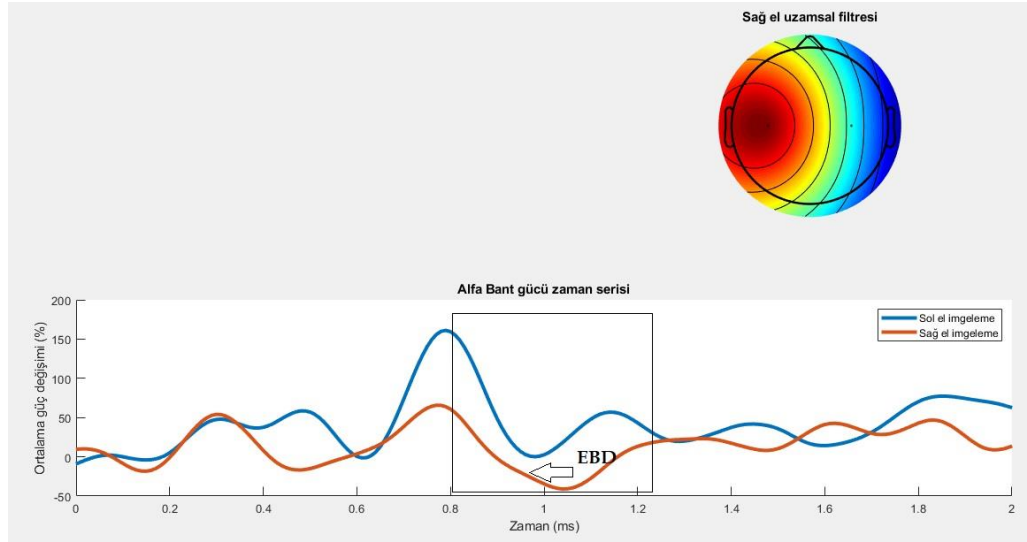 Sağ el uzamsal filtresi
Alfa Bant gücü zaman serisi
Ortalama güç değişimi (%)
200
150
100
50
0
-50
Sol el imgeleme
Sağ el imgeleme
EBD
0 0.2 0.4 0.6 0.8 1 1.2 1.4 1.6 1.8 2
Zaman (ms)